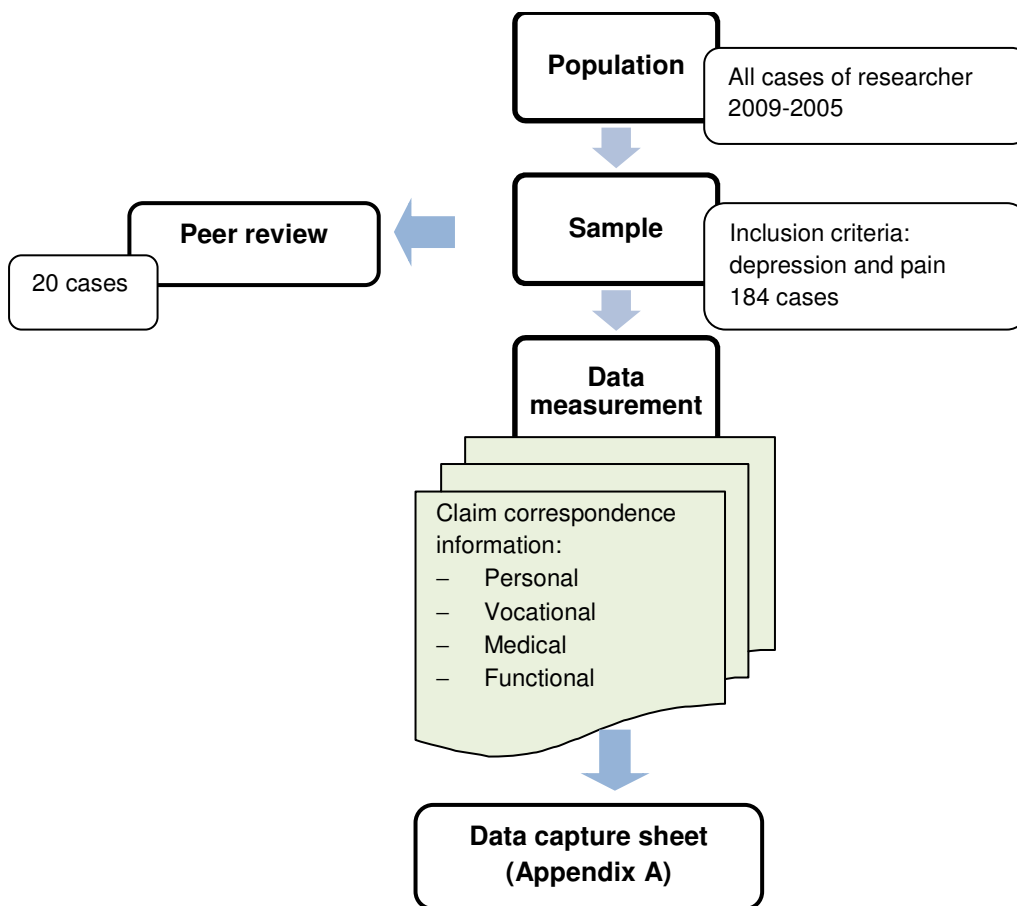 Population
All cases of researcher
2009-2005
Sample
Inclusion criteria:
depression and pain
184 cases
Peer review
20 cases
Data
measurement
Claim correspondence
information:
– Personal
– Vocational
– Medical
– Functional
Data capture sheet
(Appendix A)